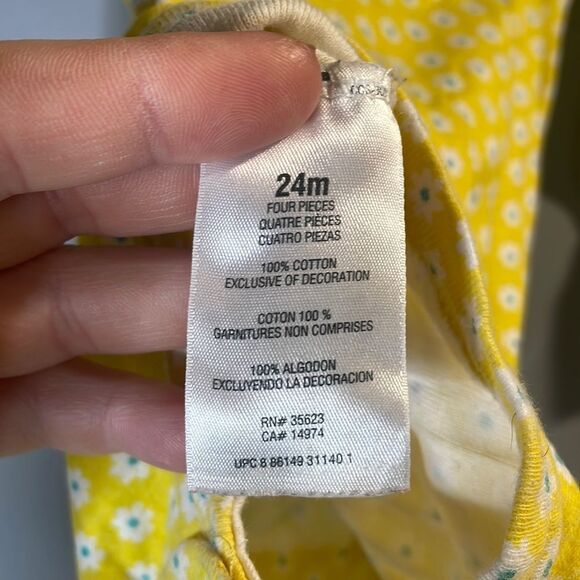 24m
FOUR PIECES
QUATRE PIÈCES
CUATRO PIEZAS
100% COTTON
EXCLUSIVE OF DECORATION
COTON 100 %
GARNITURES NON COMPRISES
100% ALGODON
EXCLUYENDO LA DECORACION
RN# 35623
CA# 14974
UPC 8 86149 31140 1